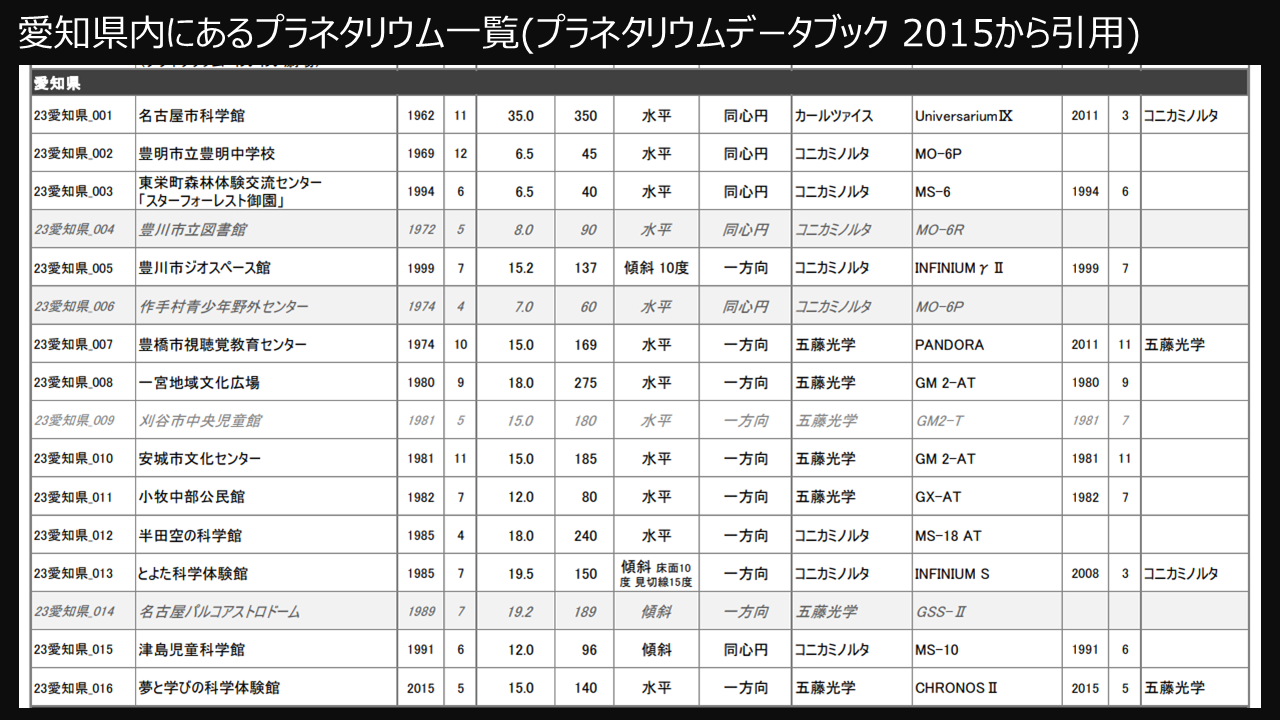 愛知県内にあるプラネタリウム一覧(プラネタリウムデータブック 2015から引用)
愛知県
23愛知県_001 名古屋市科学館 1962 11 35.0 350 水平 同心円 カールツァイス UniversariumⅨ 2011 3 コニカミノルタ
23愛知県_002 豊明市立豊明中学校 1969 12 6.5 45 水平 同心円 コニカミノルタ MO-6P
23愛知県_003 東栄町森林体験交流センター
「スターフォーレスト御園」 1994 6 6.5 40 水平 同心円 コニカミノルタ MS-6 1994 6
23愛知県_004 豊川市立図書館 1972 5 8.0 90 水平 同心円 コニカミノルタ MO-6R
23愛知県_005 豊川市ジオスペース館 1999 7 15.2 137 傾斜 10度 一方向 コニカミノルタ INFINIUMγⅡ 1999 7
23愛知県_006 作手村青少年野外センター 1974 4 7.0 60 水平 同心円 コニカミノルタ MO-6P
23愛知県_007 豊橋市視聴覚教育センター 1974 10 15.0 169 水平 一方向 五藤光学 PANDORA 2011 11 五藤光学
23愛知県_008 一宮地域文化広場 1980 9 18.0 275 水平 一方向 五藤光学 GM 2-AT 1980 9
23愛知県_009 刈谷市中央児童館 1981 5 15.0 180 水平 一方向 五藤光学 GM2-T 1981 7
23愛知県_010 安城市文化センター 1981 11 15.0 185 水平 一方向 五藤光学 GM 2-AT 1981 11
23愛知県_011 小牧中部公民館 1982 7 12.0 80 水平 一方向 五藤光学 GX-AT 1982 7
23愛知県_012 半田空の科学館 1985 4 18.0 240 水平 一方向 コニカミノルタ MS-18 AT
23愛知県_013 とよた科学体験館 1985 7 19.5 150 傾斜 床面10
度 見切線15度 一方向 コニカミノルタ INFINIUM S 2008 3 コニカミノルタ
23愛知県_014 名古屋パルコアストロドーム 1989 7 19.2 189 傾斜 一方向 五藤光学 GSS-Ⅱ
23愛知県_015 津島児童科学館 1991 6 12.0 96 傾斜 同心円 コニカミノルタ MS-10 1991 6
23愛知県_016 夢と学びの科学体験館 2015 5 15.0 140 水平 一方向 五藤光学 CHRONOSⅡ 2015 5 五藤光学